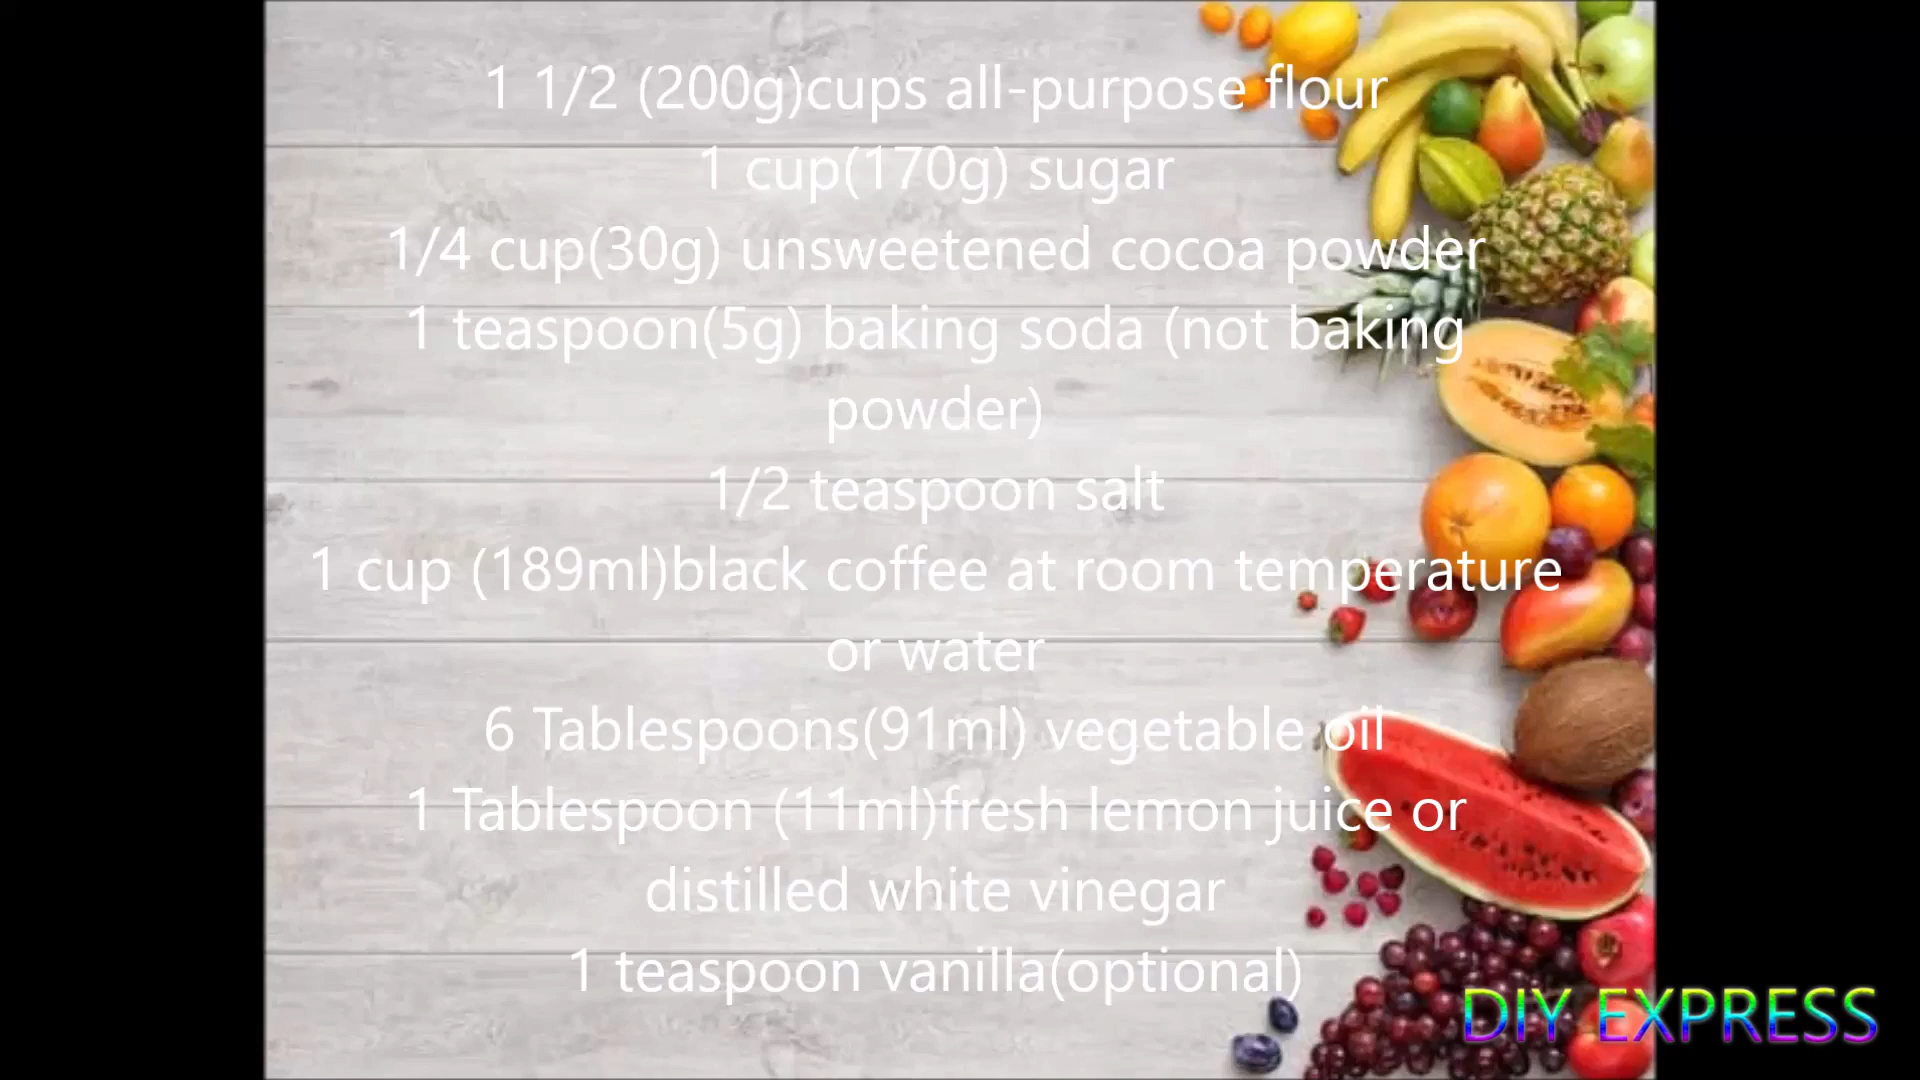 1 1/2 (200g)cups all-purpose flour
1 cup(170g) sugar
1/4 cup(30g) unsweetened cocoa powder
1 teaspoon(5g) baking soda (not baking
powder)
1/2 teaspoon salt
1 cup (189ml)black coffee at room temperature
or water
6 Tablespoons(91ml) vegetable oil
1 Tablespoon (11ml)fresh lemon juice or
distilled white vinegar
1 teaspoon vanilla(optional)
DIY EXPRESS